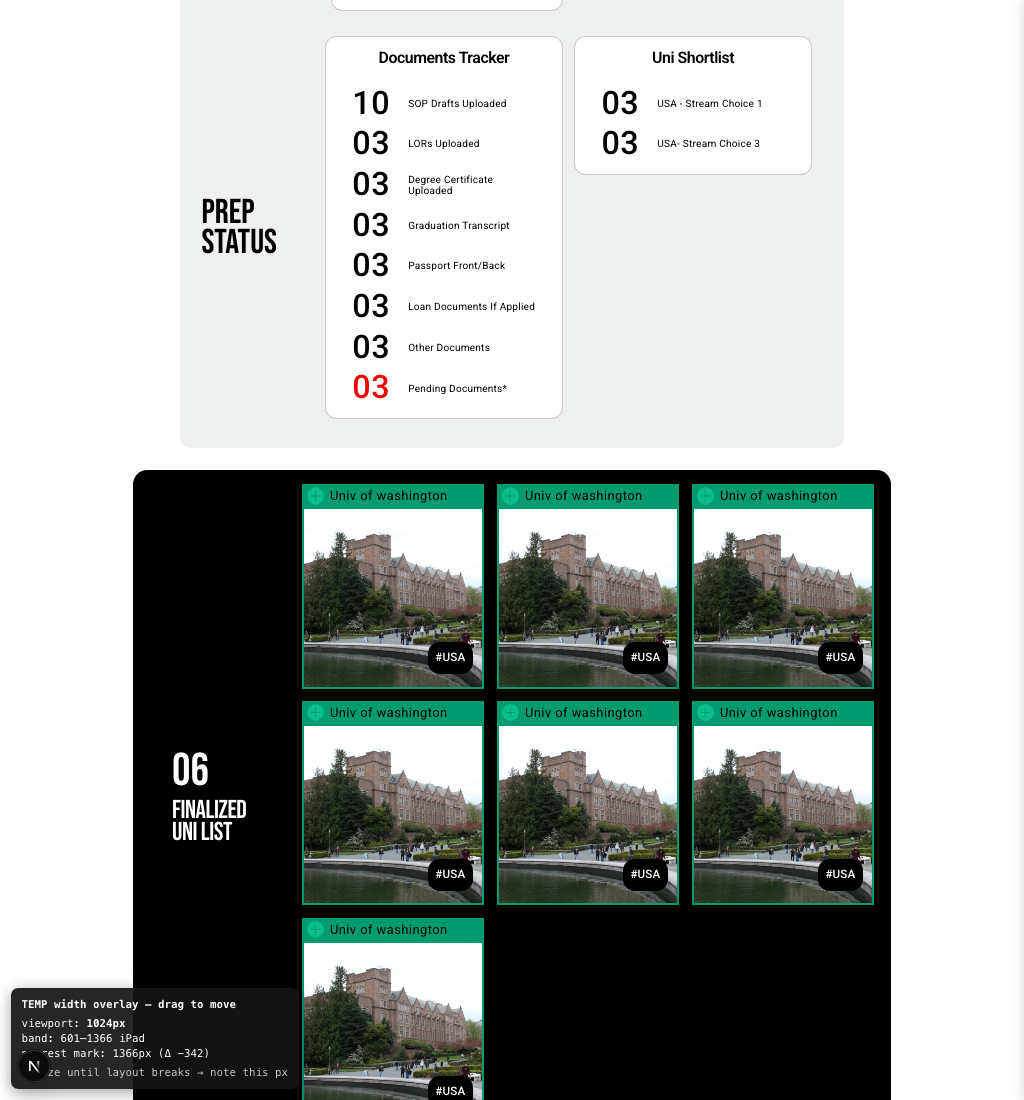 PREP
STATUS
Documents Tracker
10 SOP Drafts Uploaded
03 LORs Uploaded
03 Degree Certificate
Uploaded
03 Graduation Transcript
03 Passport Front/Back
03 Loan Documents If Applied
03 Other Documents
03 Pending Documents*
Uni Shortlist
03 USA - Stream Choice 1
03 USA- Stream Choice 3
06
FINALIZED
UNI LIST
Univ of washington
#USA
Univ of washington
#USA
Univ of washington
#USA
Univ of washington
#USA
Univ of washington
#USA
Univ of washington
#USA
Univ of washington
#USA
TEMP width overlay — drag to move
viewport: 1024px
band: 601–1366 iPad
mark: 1366px (Δ −342)
until layout breaks → note this px
N